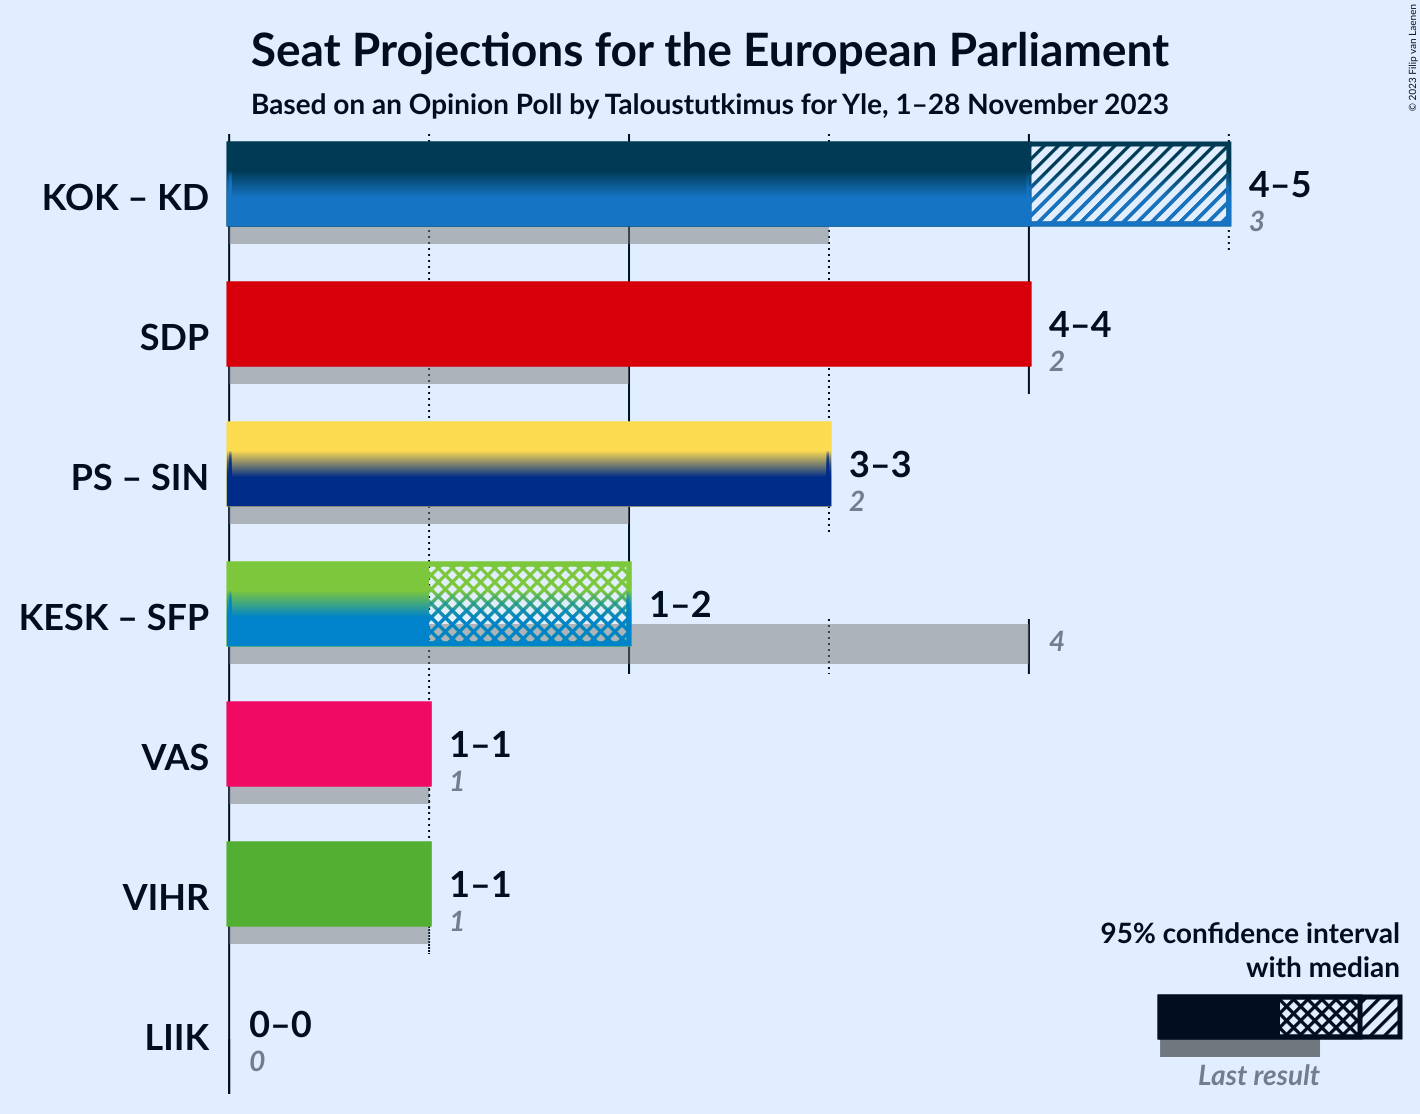 Seat Projections for the European Parliament
Based on an Opinion Poll by Taloustutkimus for Yle, 1–28 November 2023
© 2023 Filip van Laenen
KOK – KD
4–5
3
SDP
4–4
2
PS – SIN
3–3
2
KESK – SFP
1–2
4
VAS
1–1
1
VIHR
1–1
1
LIIK
0–0
0
95% confidence interval
with median
Last result